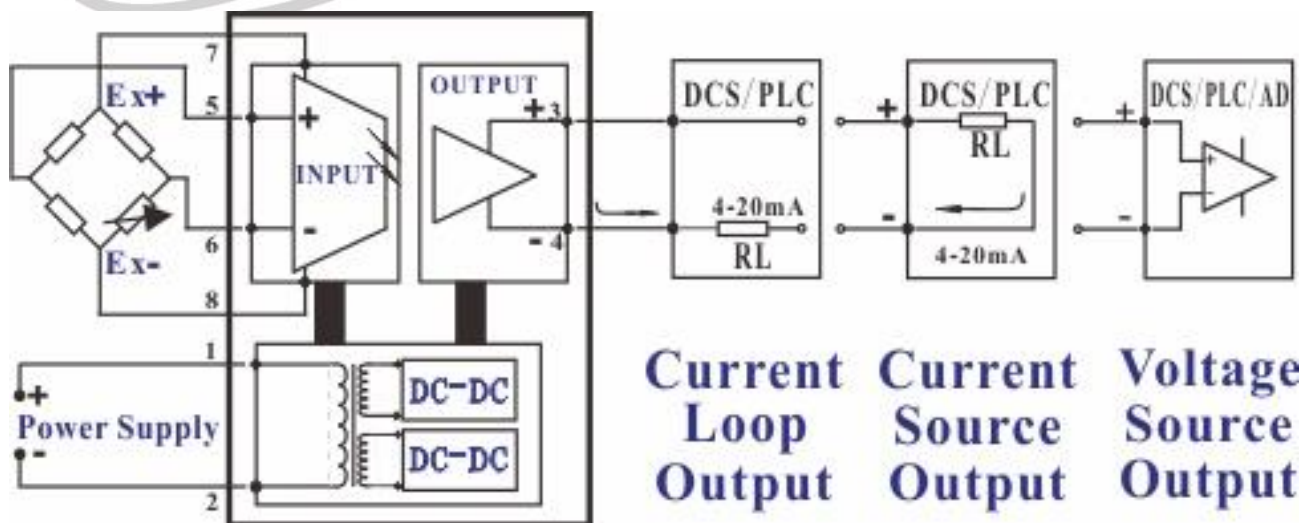 7
Ex+
5
+
INPUT
-
6
Ex-
8
OUTPUT
+ 3
- 4
DCS/PLC
4-20mA
RL
+
DCS/PLC
RL
-
4-20mA
+
DCS/PLC/AD
+
-
-
1
+
Power Supply
-
2
DC-DC
DC-DC
Current
Loop
Output
Current
Source
Output
Voltage
Source
Output